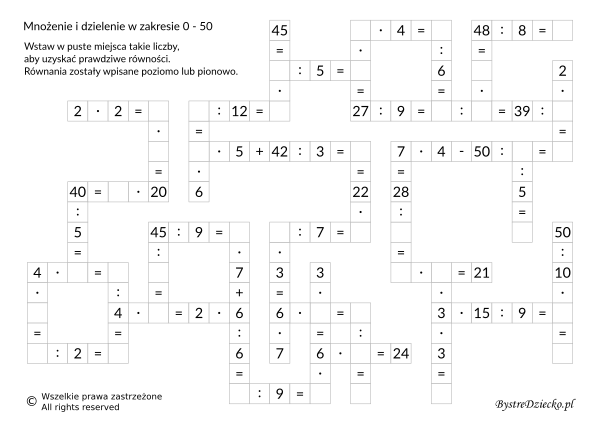 Mnożenie i dzielenie w zakresie 0 - 50
Wstaw w puste miejsca takie liczby,
aby uzyskać prawdziwe równości.
Równania zostały wpisane poziomo lub pionowo.
45 · 4 = 48 : 8 =
= · : =
: 5 = 6 2
· = = · ·
2 · 2 = : 12 = 27 : 9 = : = 39 :
· = =
· 5 + 42 : 3 = 7 · 4 - 50 : =
= · = = :
40 = · 20 6 22 28 5
: · : =
5 45 : 9 = : 7 = 50
= : · · = :
4 · = 7 3 3 · = 21 10
· : = + = · · ·
4 · = 2 · 6 6 · = 3 · 15 : 9 =
= = : · = : · =
: 2 = 6 7 6 · = 24 3
= · = =
: 9 =
© Wszelkie prawa zastrzeżone
All rights reserved
BystreDziecko.pl